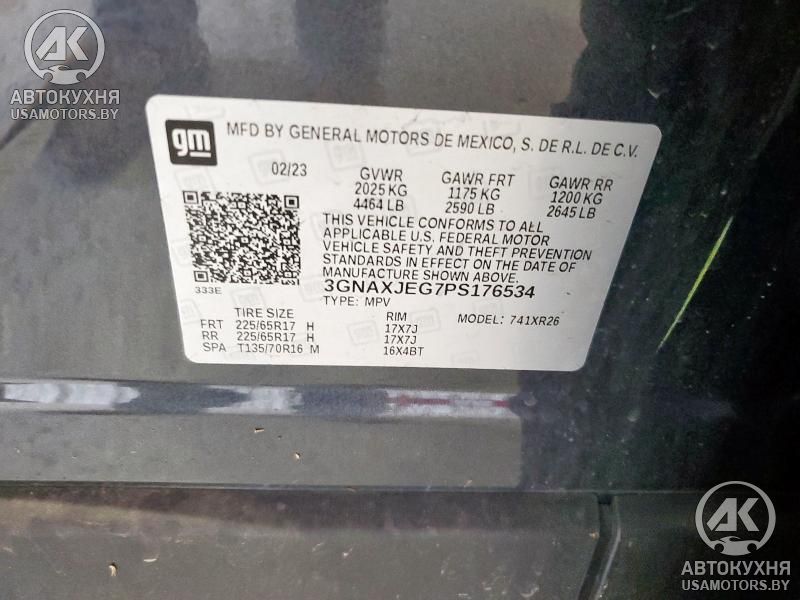 AK
АВТОКУХНЯ
USAMOTORS.BY
gm
MFD BY GENERAL MOTORS DE MEXICO, S. DE R.L. DE C.V.
02/23 GVWR GAWR FRT GAWR RR
2025 KG 1175 KG 1200 KG
4464 LB 2590 LB 2645 LB
THIS VEHICLE CONFORMS TO ALL
APPLICABLE U.S. FEDERAL MOTOR
VEHICLE SAFETY AND THEFT PREVENTION
STANDARDS IN EFFECT ON THE DATE OF
MANUFACTURE SHOWN ABOVE.
333E 3GNAXJEG7PS176534
TYPE: MPV
TIRE SIZE RIM MODEL: 741XR26
FRT 225/65R17 H 17X7J
RR 225/65R17 H 17X7J
SPA T135/70R16 M 16X4BT
AK
АВТОКУХНЯ
USAMOTORS.BY